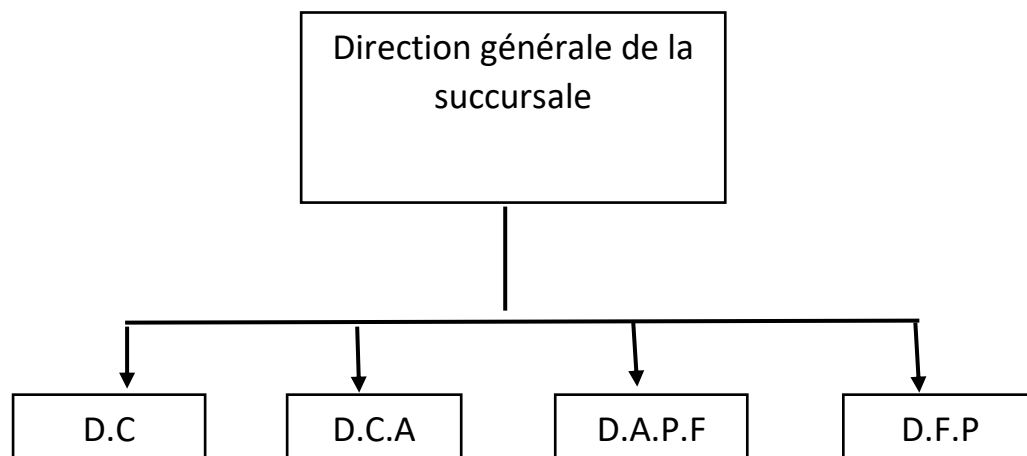 Direction générale de la
succursale
D.C
D.C.A
D.A.P.F
D.F.P